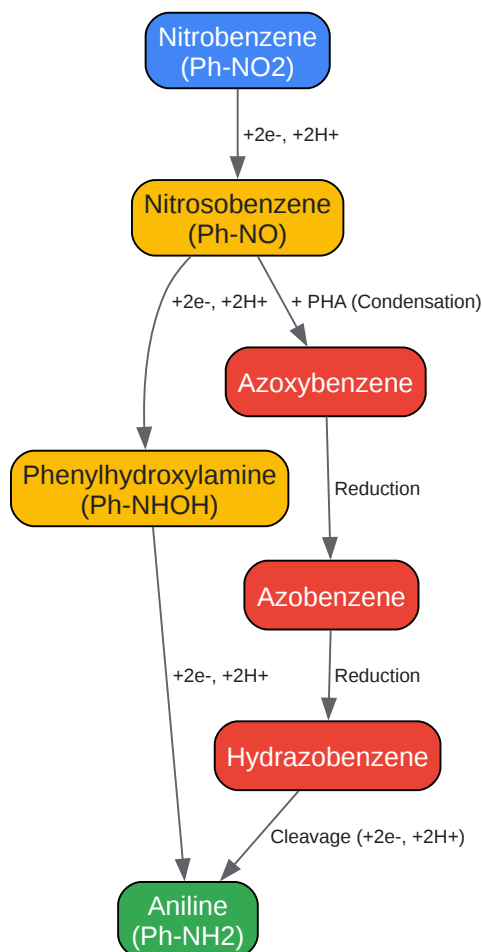 Nitrobenzene
(Ph-NO2)
+2e-, +2H+
Nitrosobenzene
(Ph-NO)
+2e-, +2H+
+ PHA (Condensation)
Azoxybenzene
Phenylhydroxylamine
(Ph-NHOH)
Reduction
Azobenzene
+2e-, +2H+
Reduction
Hydrazobenzene
Cleavage (+2e-, +2H+)
Aniline
(Ph-NH2)